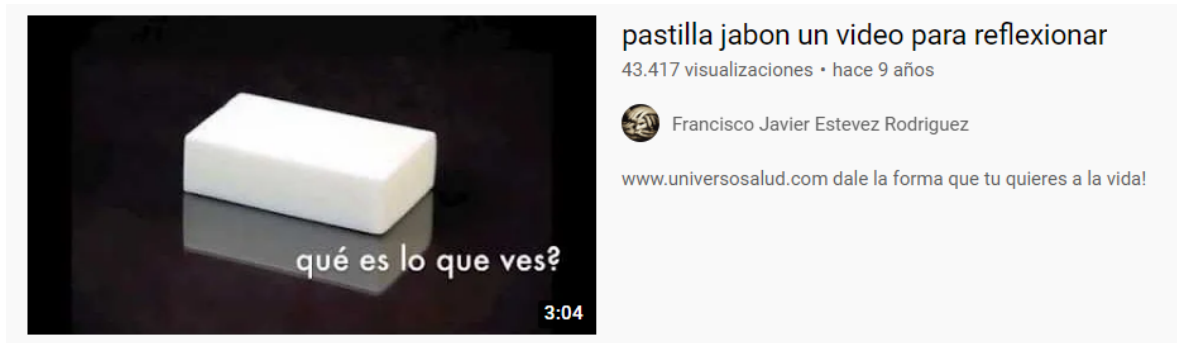 qué es lo que ves?
3:04
pastilla jabon un video para reflexionar
43.417 visualizaciones • hace 9 años
Francisco Javier Estevez Rodriguez
www.universosalud.com dale la forma que tu quieres a la vida!